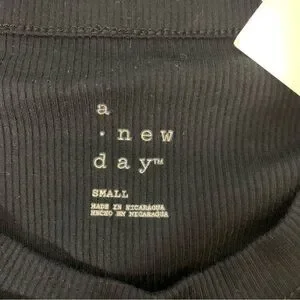 a
· new
day™
SMALL
MADE IN NICARAGUA
HECHO EN NICARAGUA